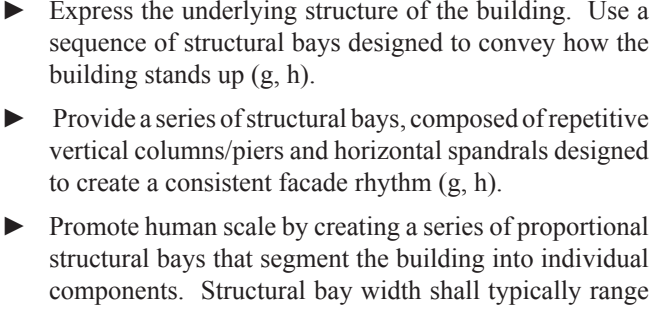 ► Express the underlying structure of the building. Use a
sequence of structural bays designed to convey how the
building stands up (g, h).
► Provide a series of structural bays, composed of repetitive
vertical columns/piers and horizontal spandrals designed
to create a consistent facade rhythm (g, h).
► Promote human scale by creating a series of proportional
structural bays that segment the building into individual
components. Structural bay width shall typically range